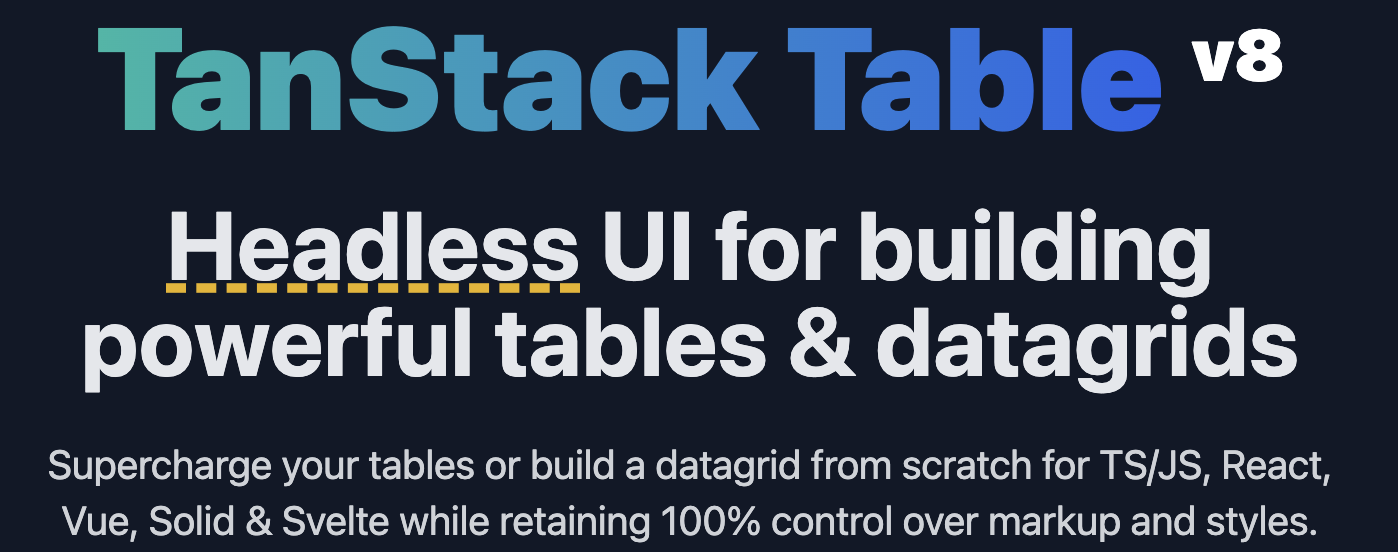 TanStack Table v8
Headless UI for building
powerful tables & datagrids
Supercharge your tables or build a datagrid from scratch for TS/JS, React,
Vue, Solid & Svelte while retaining 100% control over markup and styles.